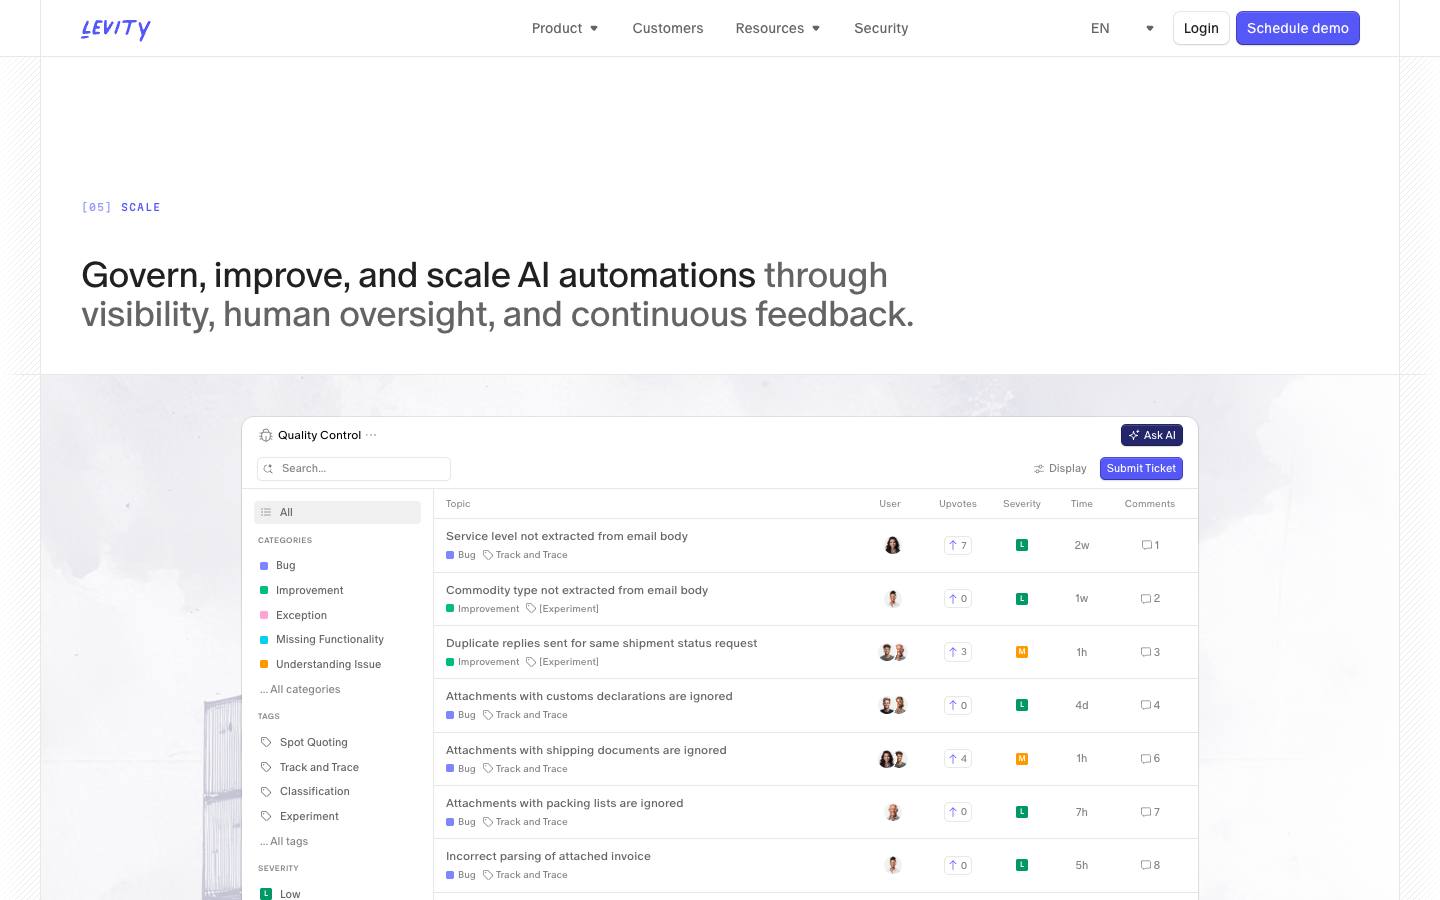 LEVITY
Product
Customers
Resources
Security
EN
Login
Schedule demo
[05] SCALE
Govern, improve, and scale AI automations through
visibility, human oversight, and continuous feedback.
Quality Control ...
Ask AI
Search...
Display
Submit Ticket
All
CATEGORIES
Bug
Improvement
Exception
Missing Functionality
Understanding Issue
... All categories
TAGS
Spot Quoting
Track and Trace
Classification
Experiment
... All tags
SEVERITY
L Low
Topic User Upvotes Severity Time Comments
Service level not extracted from email body
Bug Track and Trace
7 L 2w 1
Commodity type not extracted from email body
Improvement [Experiment]
0 L 1w 2
Duplicate replies sent for same shipment status request
Improvement [Experiment]
3 M 1h 3
Attachments with customs declarations are ignored
Bug Track and Trace
0 L 4d 4
Attachments with shipping documents are ignored
Bug Track and Trace
4 M 1h 6
Attachments with packing lists are ignored
Bug Track and Trace
0 L 7h 7
Incorrect parsing of attached invoice
Bug Track and Trace
0 L 5h 8